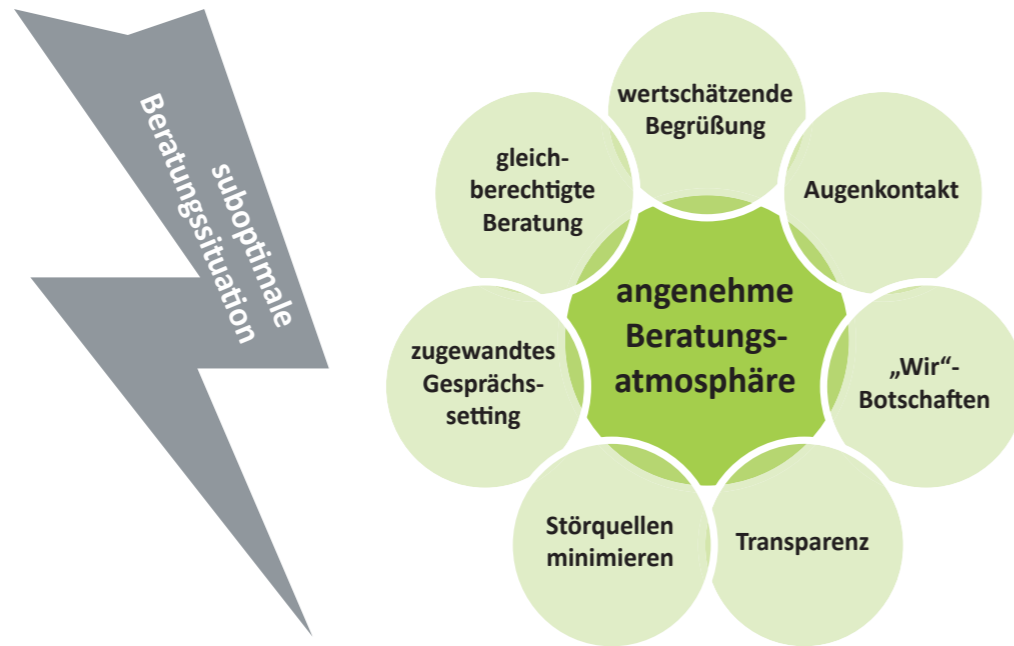 suboptimale
Beratungssituation
wertschätzende
Begrüßung
gleich-
berechtigte
Beratung
Augenkontakt
angenehme
Beratungs-
atmosphäre
zugewandtes
Gesprächs-
setting
„Wir“-
Botschaften
Störquellen
minimieren
Transparenz